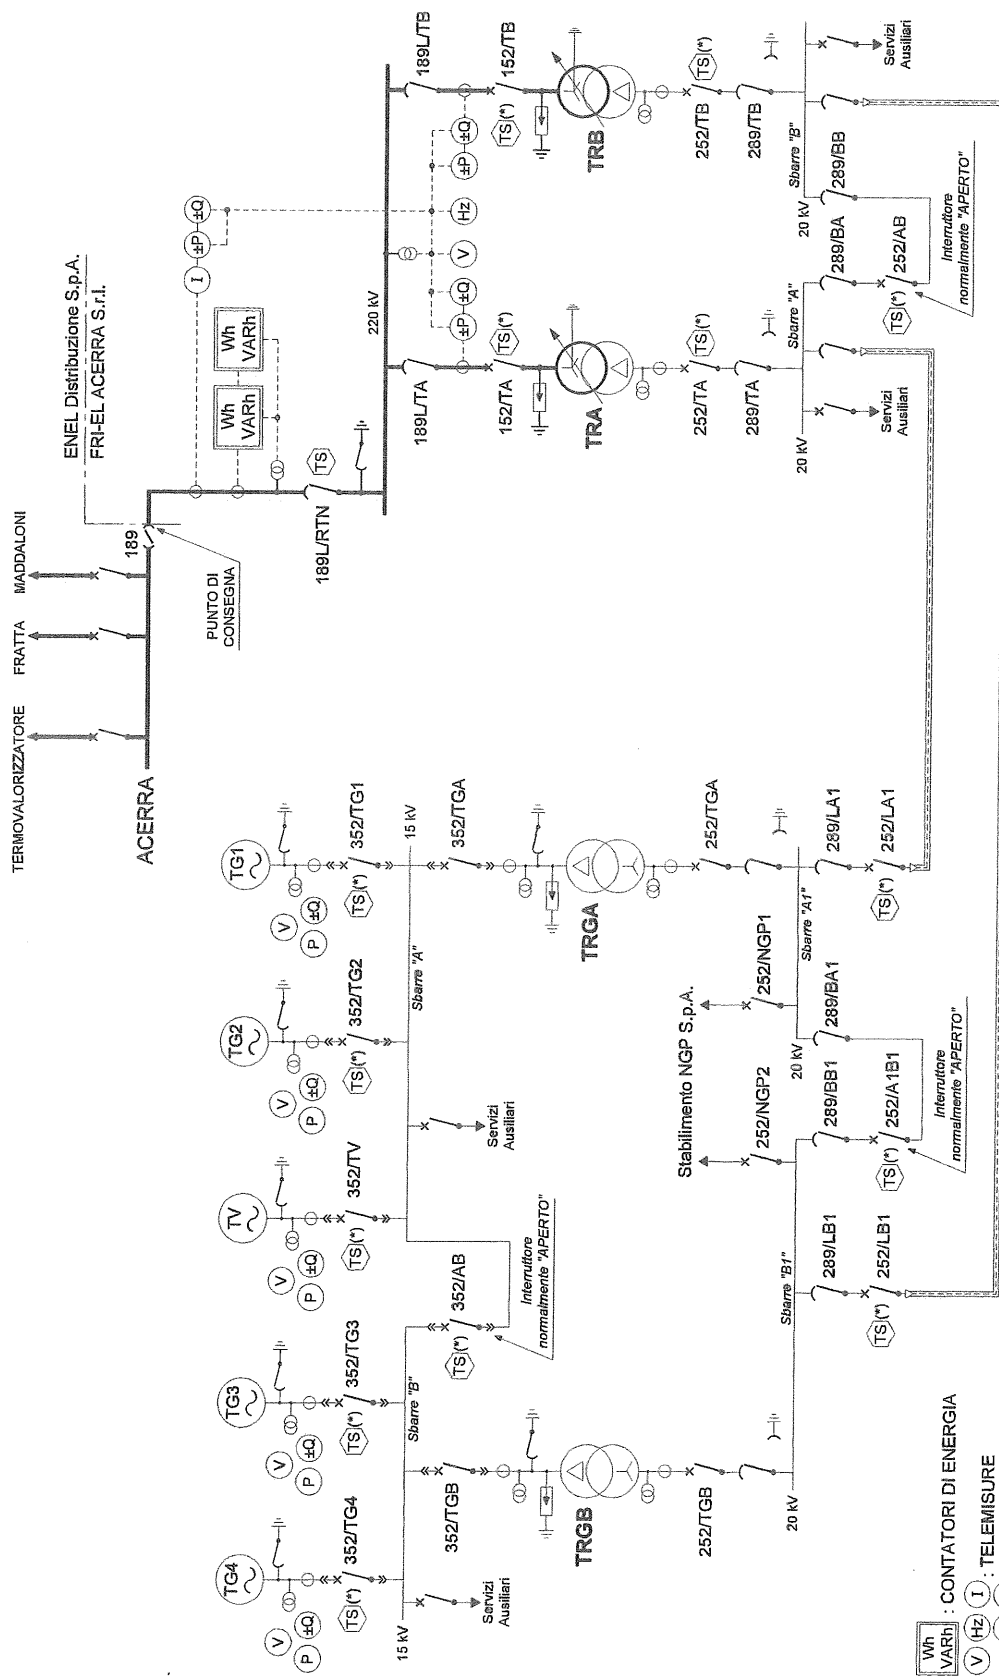 TERMOVALORIZZATORE
FRATTA
MADDALONI
ACERRA
189
ENEL Distribuzione S.p.A.
FRI-EL ACERRA S.r.l.
PUNTO DI
CONSEGNA
189L/RTN
TS
Wh
VARh
Wh
VARh
I
±P
±Q
220 kV
189L/TA
189L/TB
±P
±Q
V
Hz
±P
±Q
152/TA
TS (*)
152/TB
TS (*)
TRA
TRB
252/TA
TS (*)
252/TB
TS (*)
289/TA
289/TB
20 kV
Sbarre "A"
20 kV
Sbarre "B"
Servizi
Ausiliari
289/BA
289/BB
252/AB
TS (*)
Interruttore
normalmente "APERTO"
Servizi
Ausiliari
TG4
TG3
TV
TG2
TG1
V
P
±Q
V
P
±Q
V
P
±Q
V
P
±Q
V
P
±Q
352/TG4
TS (*)
352/TG3
TS (*)
352/TV
TS (*)
352/TG2
TS (*)
352/TG1
TS (*)
15 kV
Sbarre "B"
Sbarre "A"
15 kV
Servizi
Ausiliari
352/TGB
352/AB
TS (*)
Interruttore
normalmente "APERTO"
Servizi
Ausiliari
352/TGA
TRGB
TRGA
252/TGB
252/TGA
Stabilimento NGP S.p.A.
252/NGP2
252/NGP1
20 kV
Sbarre "B1"
20 kV
Sbarre "A1"
289/LB1
289/BB1
289/BA1
289/LA1
252/LB1
TS (*)
252/A1B1
TS (*)
252/LA1
TS (*)
Interruttore
normalmente "APERTO"
Wh
VARh
: CONTATORI DI ENERGIA
V Hz I : TELEMISURE